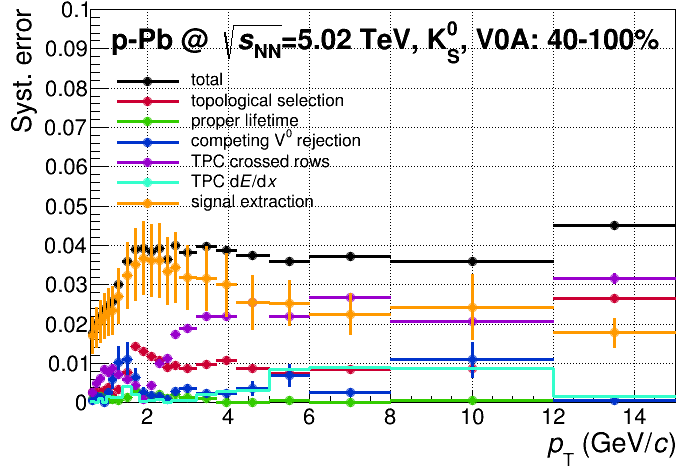 p-Pb @ √sNN=5.02 TeV, K0S, V0A: 40-100%
Syst. error
total
topological selection
proper lifetime
competing V0 rejection
TPC crossed rows
TPC dE/dx
signal extraction
0.1
0.09
0.08
0.07
0.06
0.05
0.04
0.03
0.02
0.01
0
2 4 6 8 10 12 14
pT (GeV/c)